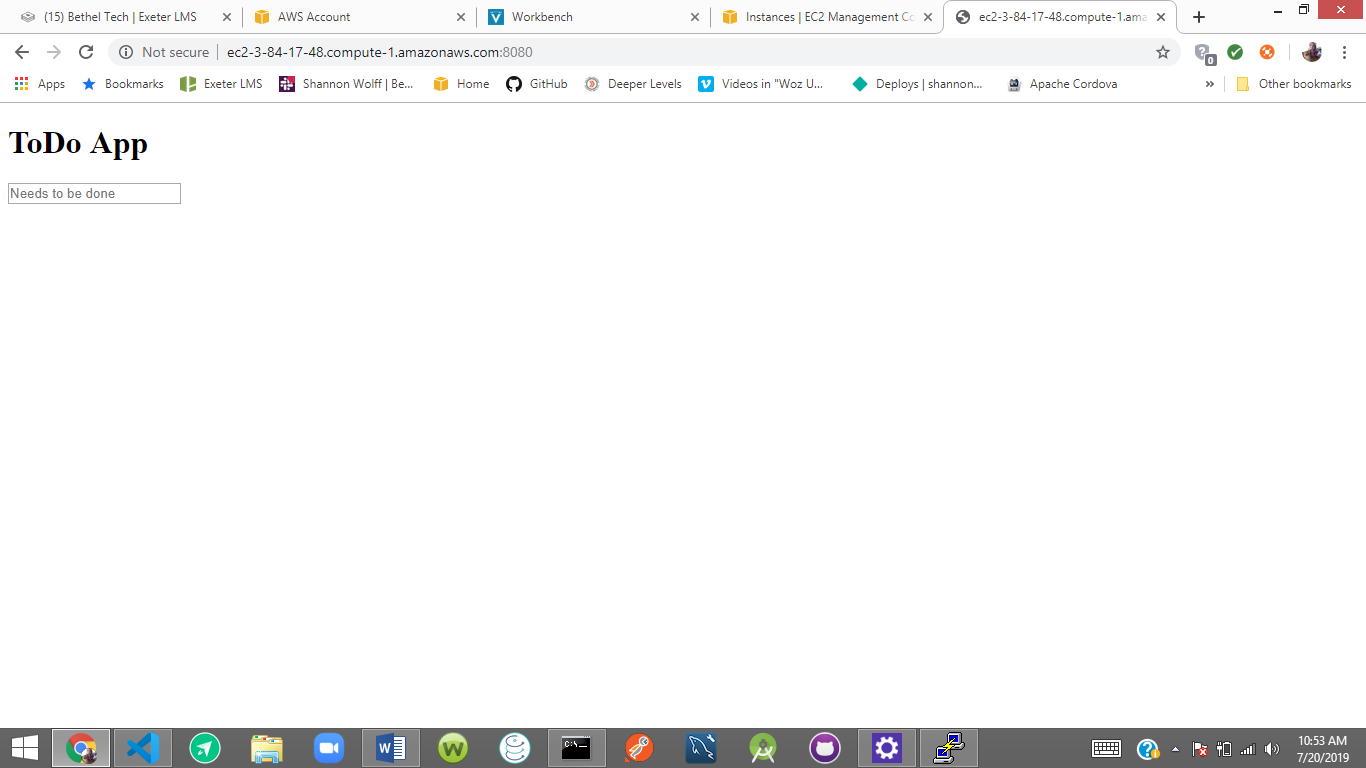 (15) Bethel Tech | Exeter LMS
AWS Account
Workbench
Instances | EC2 Management Co
ec2-3-84-17-48.compute-1.ama
Not secure
ec2-3-84-17-48.compute-1.amazonaws.com:8080
0
Apps
Bookmarks
Exeter LMS
Shannon Wolff | Be...
Home
GitHub
Deeper Levels
Videos in "Woz U...
Deploys | shannon...
Apache Cordova
»
Other bookmarks
ToDo App
Needs to be done
10:53 AM
7/20/2019